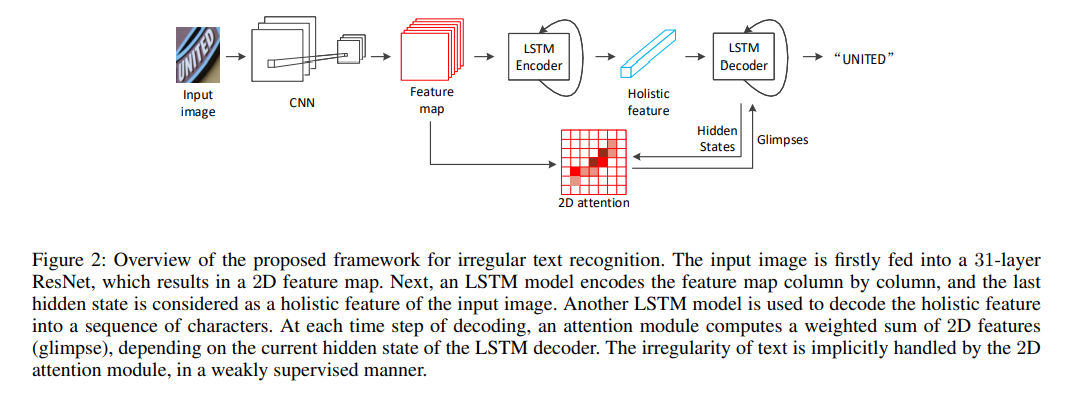 UNITED
Input
image
CNN
Feature
map
LSTM
Encoder
Holistic
feature
LSTM
Decoder
“UNITED”
Hidden
States
Glimpses
2D attention
Figure 2: Overview of the proposed framework for irregular text recognition. The input image is firstly fed into a 31-layer
ResNet, which results in a 2D feature map. Next, an LSTM model encodes the feature map column by column, and the last
hidden state is considered as a holistic feature of the input image. Another LSTM model is used to decode the holistic feature
into a sequence of characters. At each time step of decoding, an attention module computes a weighted sum of 2D features
(glimpse), depending on the current hidden state of the LSTM decoder. The irregularity of text is implicitly handled by the 2D
attention module, in a weakly supervised manner.